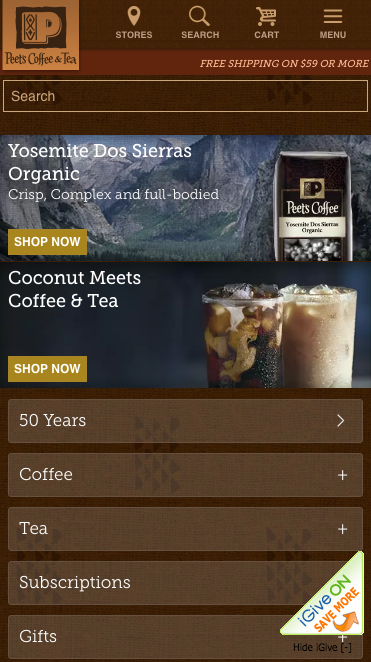 Peet's Coffee & Tea
STORES
SEARCH
CART
MENU
FREE SHIPPING ON $59 OR MORE
Search
Yosemite Dos Sierras
Organic
Crisp, Complex and full-bodied
SHOP NOW
Peet's Coffee
Yosemite Dos Sierras
Organic
Coconut Meets
Coffee & Tea
SHOP NOW
50 Years
Coffee +
Tea +
Subscriptions
Gifts +
iGive ON
SAVE MORE
Hide iGive [-]